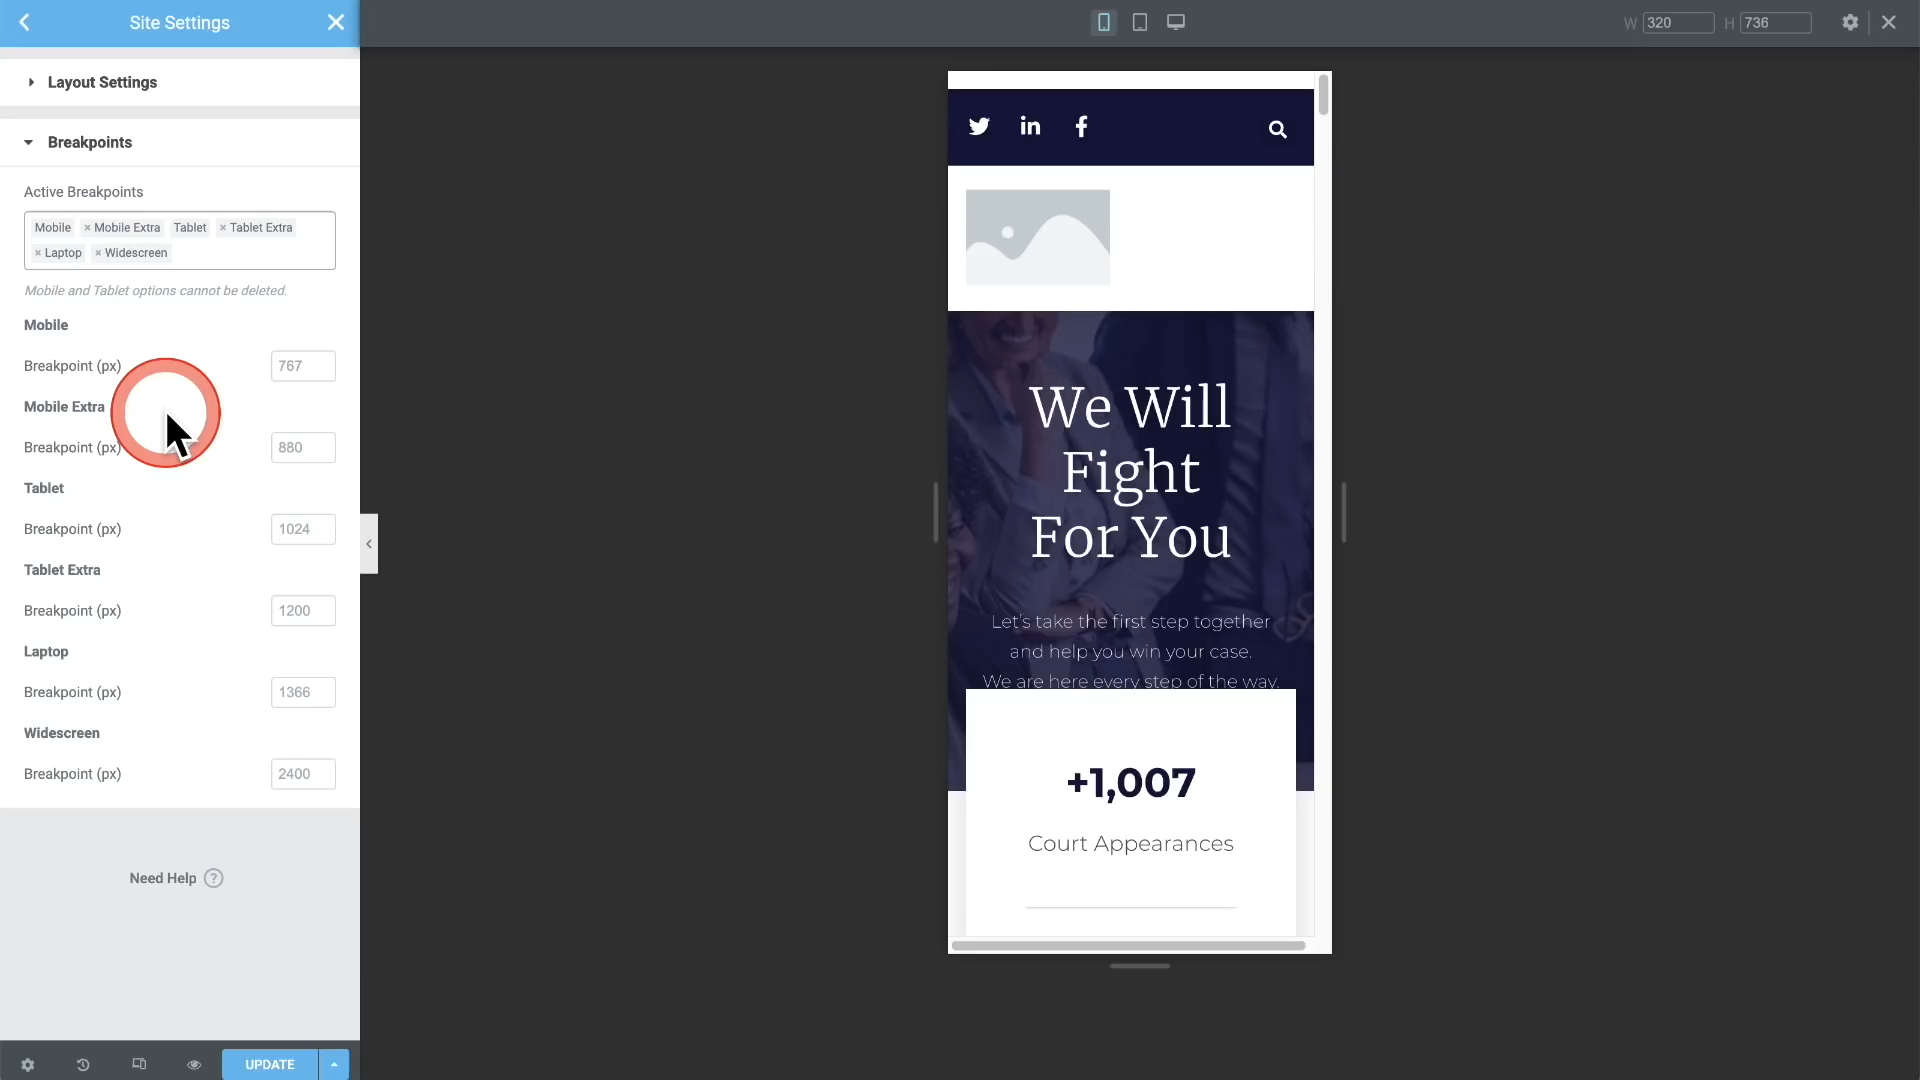 Site Settings
W 320 H 736
Layout Settings
Breakpoints
Active Breakpoints
Mobile × Mobile Extra Tablet × Tablet Extra
× Laptop × Widescreen
Mobile and Tablet options cannot be deleted.
Mobile
Breakpoint (px) 767
Mobile Extra
Breakpoint (px) 880
Tablet
Breakpoint (px) 1024
Tablet Extra
Breakpoint (px) 1200
Laptop
Breakpoint (px) 1366
Widescreen
Breakpoint (px) 2400
Need Help ?
UPDATE
We Will
Fight
For You
Let's take the first step together
and help you win your case.
We are here every step of the way.
+1,007
Court Appearances